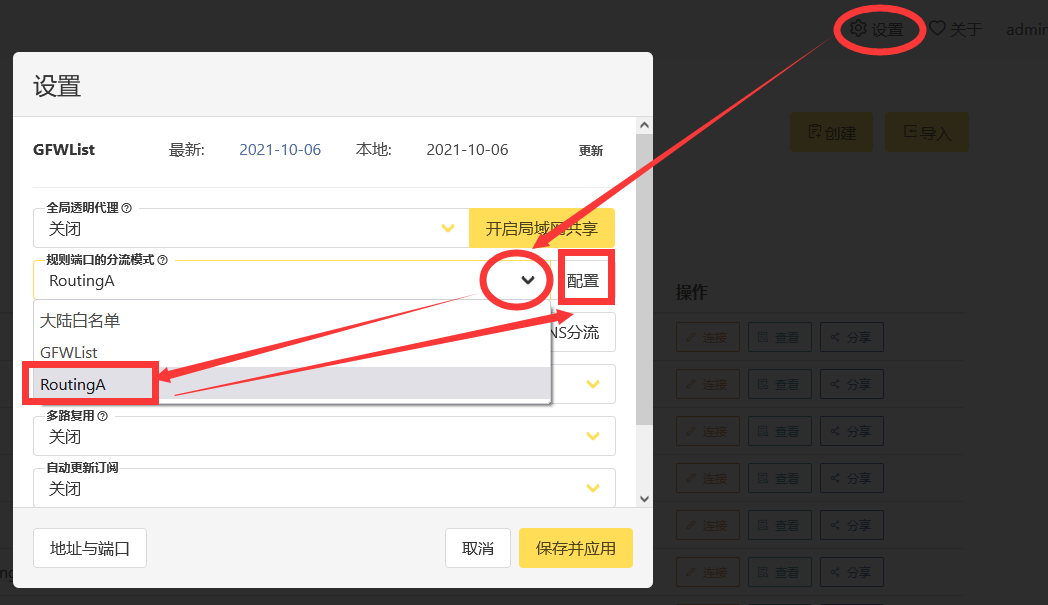 设置 关于 admin
设置
创建 导入
GFWList 最新: 2021-10-06 本地: 2021-10-06 更新
全局透明代理
关闭 开启局域网共享
规则端口的分流模式
RoutingA 配置
操作
大陆白名单
NS分流
连接 查看 分享
GFWList
RoutingA
连接 查看 分享
多路复用
关闭
连接 查看 分享
自动更新订阅
关闭
连接 查看 分享
连接 查看 分享
地址与端口 取消 保存并应用
连接 查看 分享